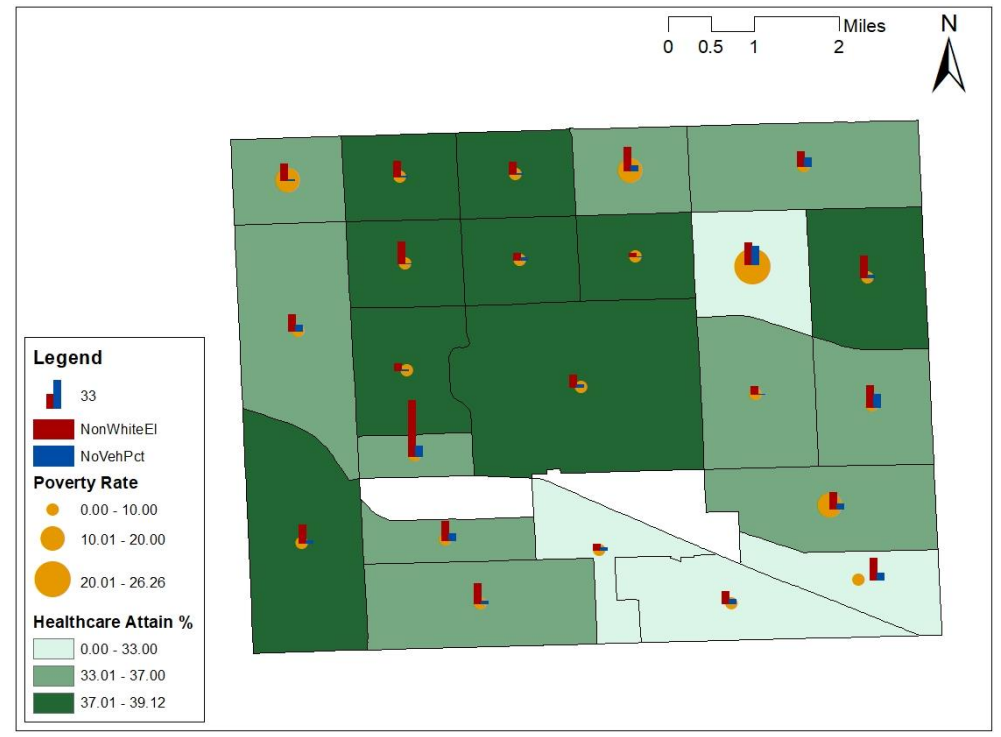 N
Miles
0 0.5 1 2
Legend
33
NonWhiteEl
NoVehPct
Poverty Rate
0.00 - 10.00
10.01 - 20.00
20.01 - 26.26
Healthcare Attain %
0.00 - 33.00
33.01 - 37.00
37.01 - 39.12